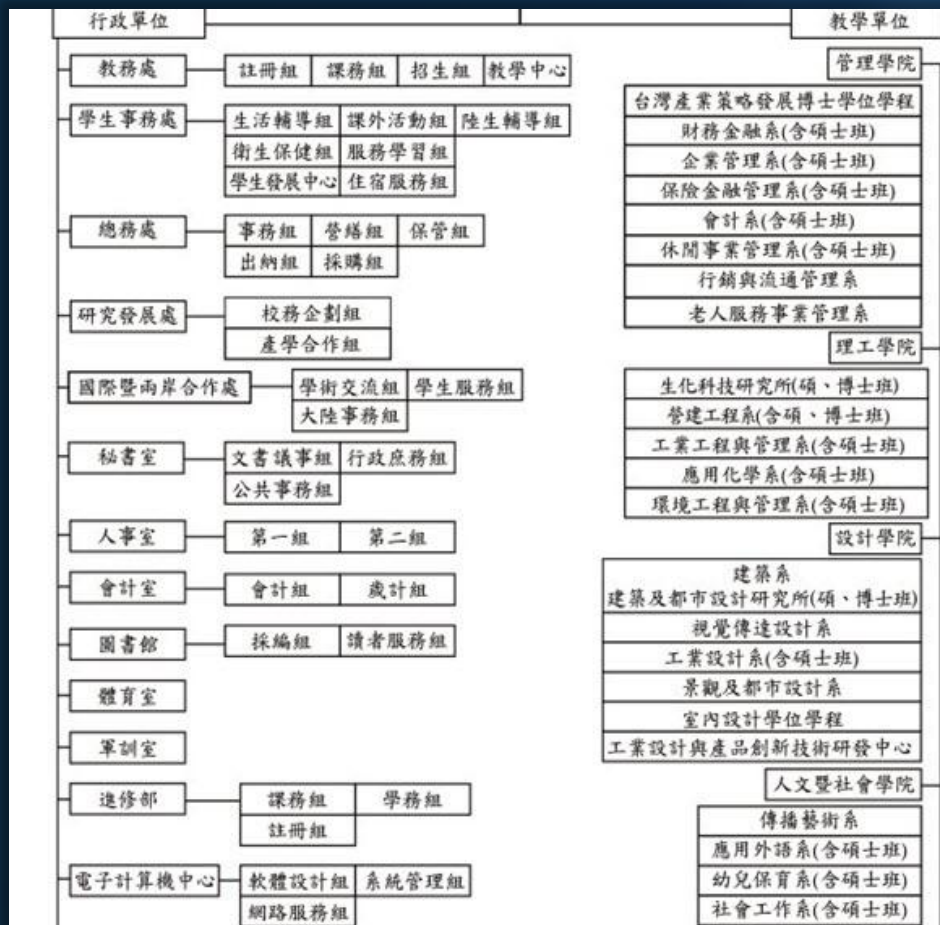 行政單位
教務處 註冊組 課務組 招生組 教學中心
學生事務處 生活輔導組 課外活動組 陸生輔導組
衛生保健組 服務學習組
學生發展中心 住宿服務組
總務處 事務組 營繕組 保管組
出納組 採購組
研究發展處 校務企劃組
產學合作組
國際暨兩岸合作處 學術交流組 學生服務組
大陸事務組
秘書室 文書議事組 行政庶務組
公共事務組
人事室 第一組 第二組
會計室 會計組 歲計組
圖書館 採編組 讀者服務組
體育室
軍訓室
進修部 課務組 學務組
註冊組
電子計算機中心 軟體設計組 系統管理組
網路服務組
教學單位
管理學院
台灣產業策略發展博士學位學程
財務金融系(含碩士班)
企業管理系(含碩士班)
保險金融管理系(含碩士班)
會計系(含碩士班)
休閒事業管理系(含碩士班)
行銷與流通管理系
老人服務事業管理系
理工學院
生化科技研究所(碩、博士班)
營建工程系(含碩、博士班)
工業工程與管理系(含碩士班)
應用化學系(含碩士班)
環境工程與管理系(含碩士班)
設計學院
建築系
建築及都市設計研究所(碩、博士班)
視覺傳達設計系
工業設計系(含碩士班)
景觀及都市設計系
室內設計學位學程
工業設計與產品創新技術研發中心
人文暨社會學院
傳播藝術系
應用外語系(含碩士班)
幼兒保育系(含碩士班)
社會工作系(含碩士班)